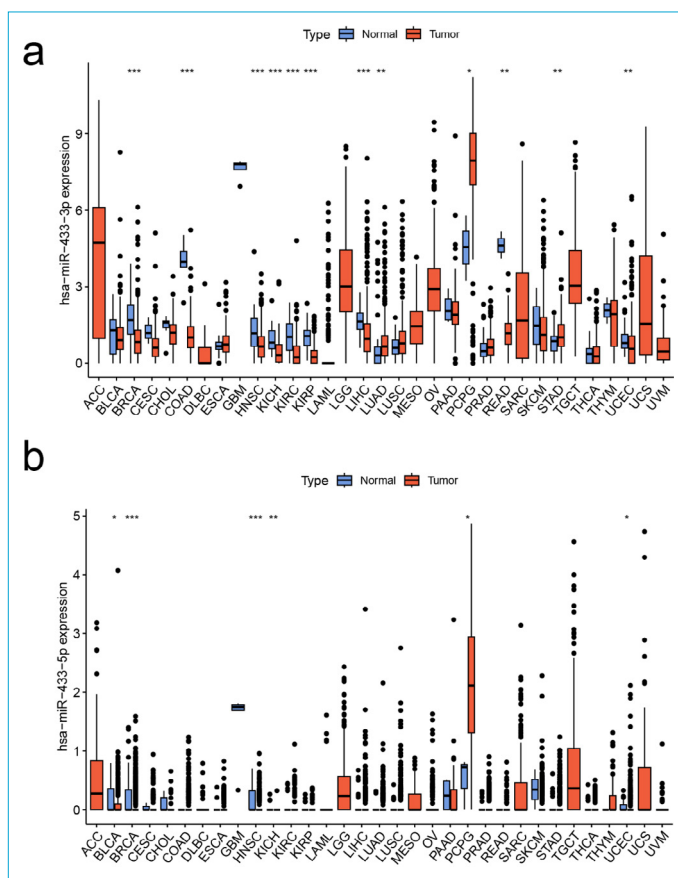 a
Type Normal Tumor
*** *** *** *** *** *** *** ** * ** ** **
hsa-miR-433-3p expression
9
6
3
0
ACC BLCA BRCA CESC CHOL COAD DLBC ESCA GBM HNSC KICH KIRC KIRP LAML LGG LIHC LUAD LUSC MESO OV PAAD PCPG PRAD READ SARC SKCM STAD TGCT THCA THYM UCEC UCS UVM
b
Type Normal Tumor
* *** *** ** * *
hsa-miR-433-5p expression
5
4
3
2
1
0
ACC BLCA BRCA CESC CHOL COAD DLBC ESCA GBM HNSC KICH KIRC KIRP LAML LGG LIHC LUAD LUSC MESO OV PAAD PCPG PRAD READ SARC SKCM STAD TGCT THCA THYM UCEC UCS UVM